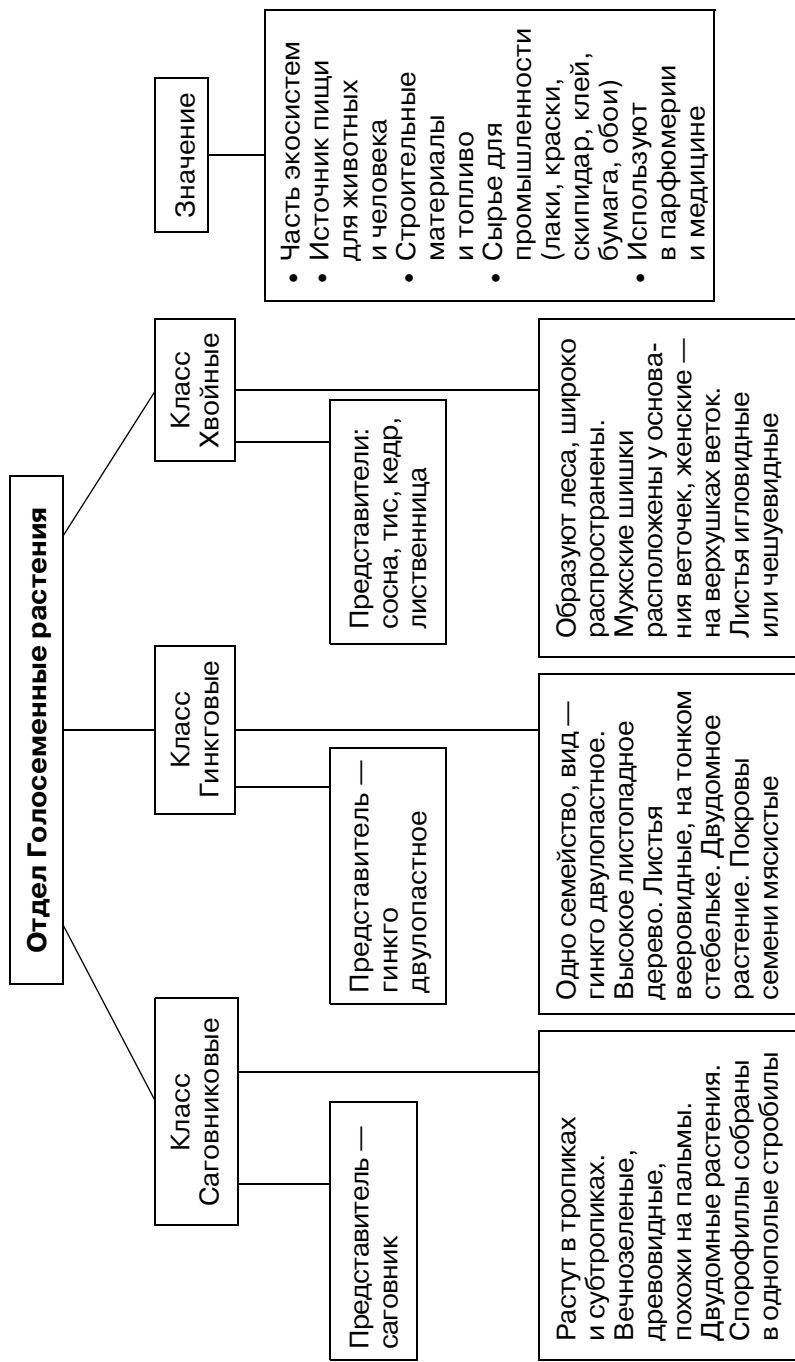 Отдел Голосеменные растения
Класс
Саговниковые
Представитель —
саговник
Растут в тропиках
и субтропиках.
Вечнозеленые,
древовидные,
похожи на пальмы.
Двудомные растения.
Спорофиллы собраны
в однополые стробилы
Класс
Гинкговые
Представитель —
гинкго
двулопастное
Одно семейство, вид —
гинкго двулопастное.
Высокое листопадное
дерево. Листья
вееровидные, на тонком
стебельке. Двудомное
растение. Покровы
семени мясистые
Класс
Хвойные
Представители:
сосна, тис, кедр,
лиственница
Образуют леса, широко
распространены.
Мужские шишки
расположены у основа-
ния веточек, женские —
на верхушках веток.
Листья игловидные
или чешуевидные
Значение
• Часть экосистем
• Источник пищи
для животных
и человека
• Строительные
материалы
и топливо
• Сырье для
промышленности
(лаки, краски,
скипидар, клей,
бумага, обои)
• Используют
в парфюмерии
и медицине